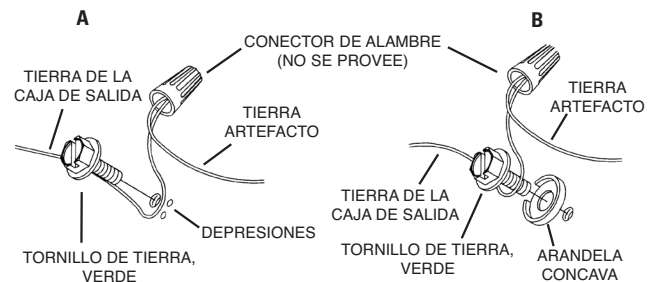 A
B
CONECTOR DE ALAMBRE
(NO SE PROVEE)
TIERRA DE LA
CAJA DE SALIDA
TIERRA
ARTEFACTO
DEPRESIONES
TORNILLO DE TIERRA,
VERDE
TIERRA
ARTEFACTO
TIERRA DE LA
CAJA DE SALIDA
TORNILLO DE TIERRA,
VERDE
ARANDELA
CONCAVA